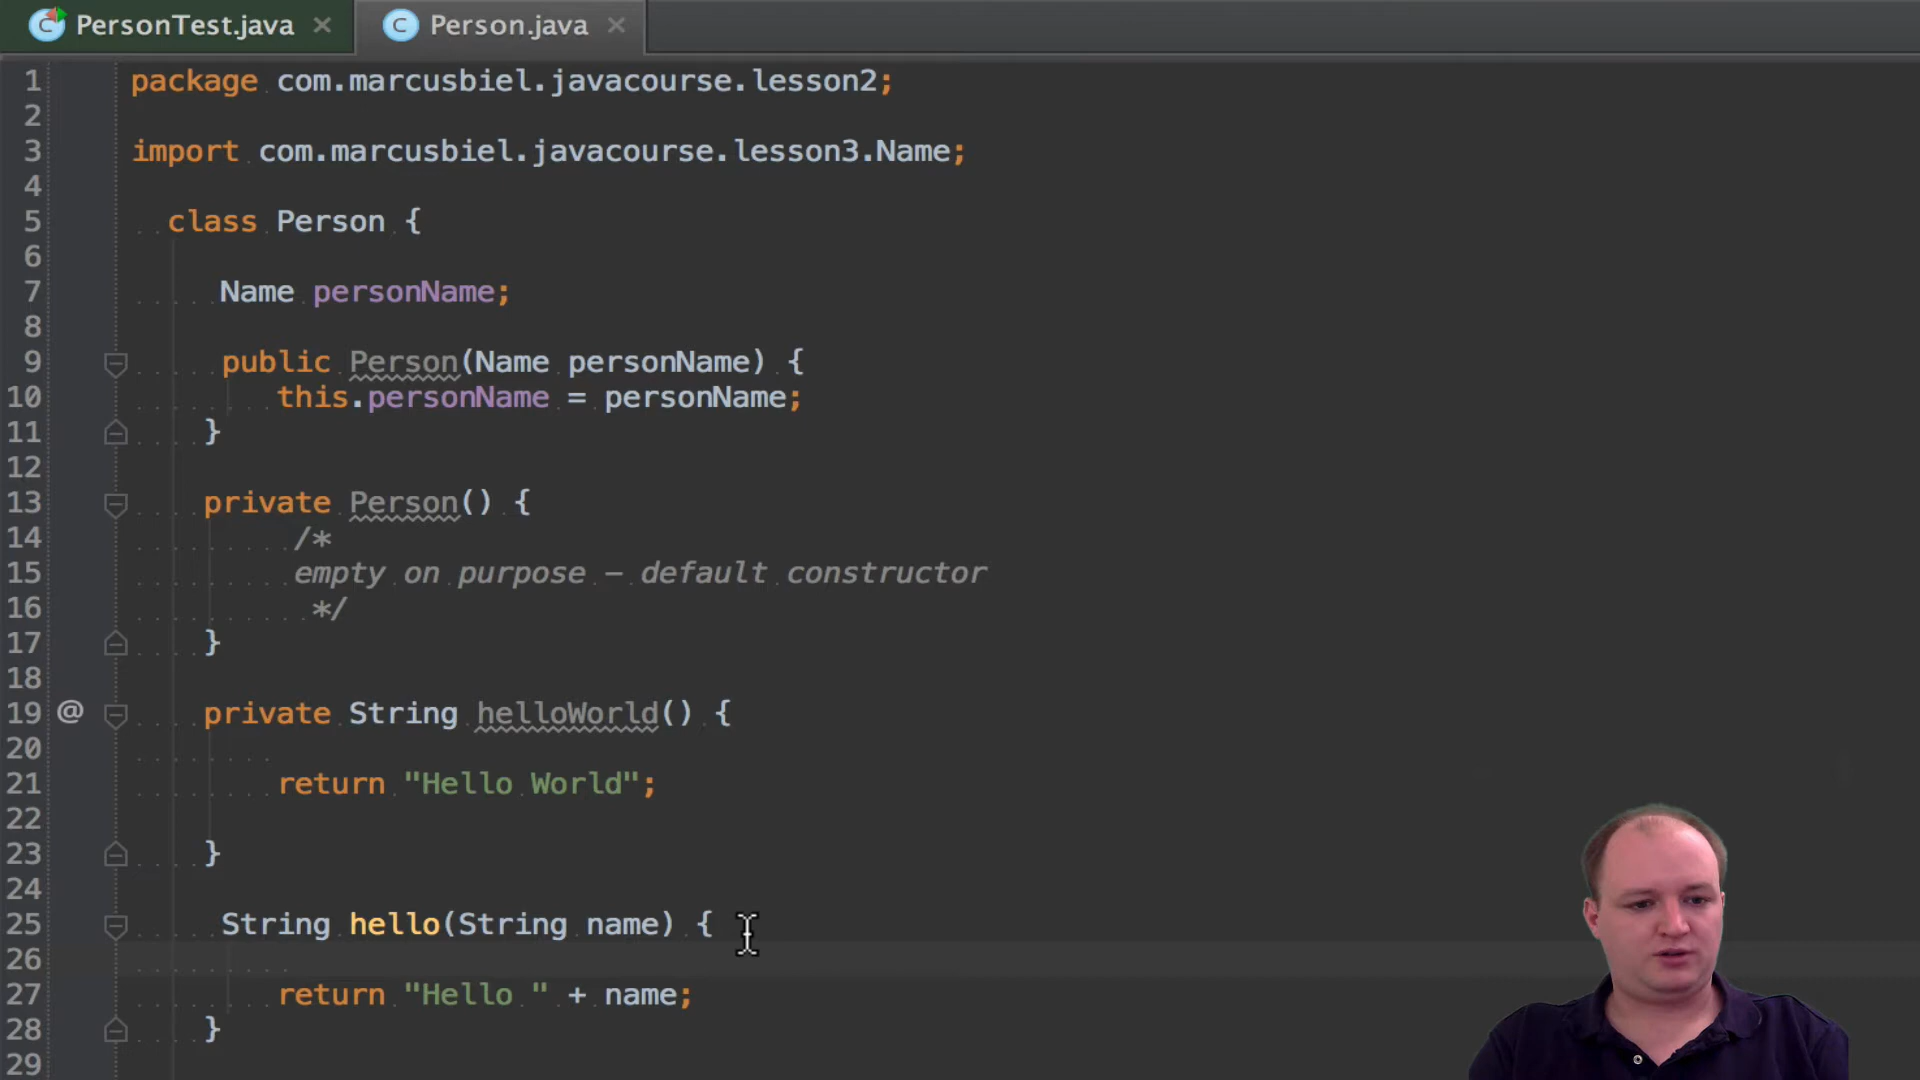 PersonTest.java × Person.java ×
1 package com.marcusbiel.javacourse.lesson2;
2
3 import com.marcusbiel.javacourse.lesson3.Name;
4
5 class Person {
6
7 Name personName;
8
9 public Person(Name personName) {
10 this.personName = personName;
11 }
12
13 private Person() {
14 /*
15 empty on purpose – default constructor
16 */
17 }
18
19 @ private String helloWorld() {
20
21 return "Hello World";
22
23 }
24
25 String hello(String name) {
26
27 return "Hello " + name;
28 }
29